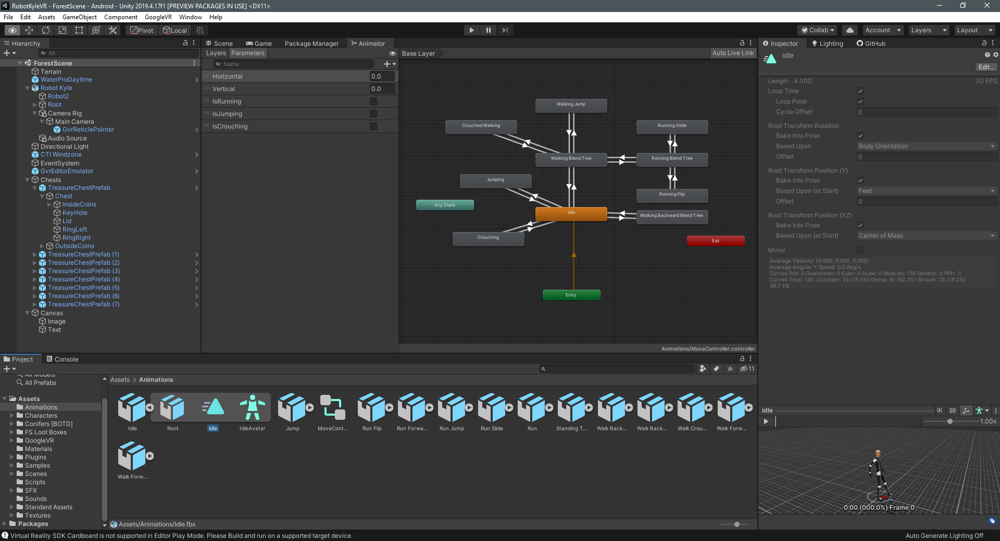 RobotKyleVR - ForestScene - Android - Unity 2019.4.17f1 [PREVIEW PACKAGES IN USE] <DX11>
File Edit Assets GameObject Component GoogleVR Window Help
Pivot Local Collab Account Layers Layout
Hierarchy
All
ForestScene
Terrain
WaterProDaytime
Robot Kyle
Robot2
Root
Camera Rig
Main Camera
GvrReticlePointer
Audio Source
Directional Light
CTI Windzone
EventSystem
GvrEditorEmulator
Chests
TreasureChestPrefab
Chest
InsideCoins
KeyHole
Lid
RingLeft
RingRight
OutsideCoins
TreasureChestPrefab (1)
TreasureChestPrefab (2)
TreasureChestPrefab (3)
TreasureChestPrefab (4)
TreasureChestPrefab (5)
TreasureChestPrefab (6)
TreasureChestPrefab (7)
Canvas
Image
Text
Scene Game Package Manager Animator
Layers Parameters Base Layer Auto Live Link
Name
Horizontal 0.0
Vertical 0.0
IsRunning
IsJumping
IsCrouching
Walking Jump
Crouched Walking
Running Slide
Walking Blend Tree
Running Blend Tree
Jumping
Running Flip
Any State
idle
Walking Backward Blend Tree
Crouching
Exit
Entry
Animations/MoveController.controller
Inspector Lighting GitHub
idle
Edit...
Length 4.000 30 FPS
Loop Time
Loop Pose
Cycle Offset 0
Root Transform Rotation
Bake Into Pose
Based Upon Body Orientation
Offset 0
Root Transform Position (Y)
Bake Into Pose
Based Upon (at Start) Feet
Offset 0
Root Transform Position (XZ)
Bake Into Pose
Based Upon (at Start) Center of Mass
Mirror
Average Velocity: (0.000, 0.000, 0.000)
Average Angular Y Speed: 0.0 deg/s
Curves Pos: 0 Quaternion: 0 Euler: 0 Scale: 0 Muscles: 130 Generic: 0 PPtr: 0
Curves Total: 130, Constant: 24 (18.5%) Dense: 81 (62.3%) Stream: 25 (19.2%)
49.7 KB
idle IK 2D
1.00x
0:00 (000.0%) Frame 0
Project Console
11
All Models
All Prefabs
Assets
Animations
Characters
Conifers [BOTD]
FS Loot Boxes
GoogleVR
Materials
Plugins
Samples
Scenes
Scripts
SFX
Sounds
Standard Assets
Textures
Packages
Assets > Animations
Idle Root idle IdleAvatar Jump MoveCont... Run Flip Run Forwa... Run Jump Run Slide Run Standing T... Walk Back... Walk Back... Walk Crou... Walk Forw...
Walk Forw...
Assets/Animations/Idle.fbx
Virtual Reality SDK Cardboard is not supported in Editor Play Mode. Please Build and run on a supported target device.
Auto Generate Lighting Off